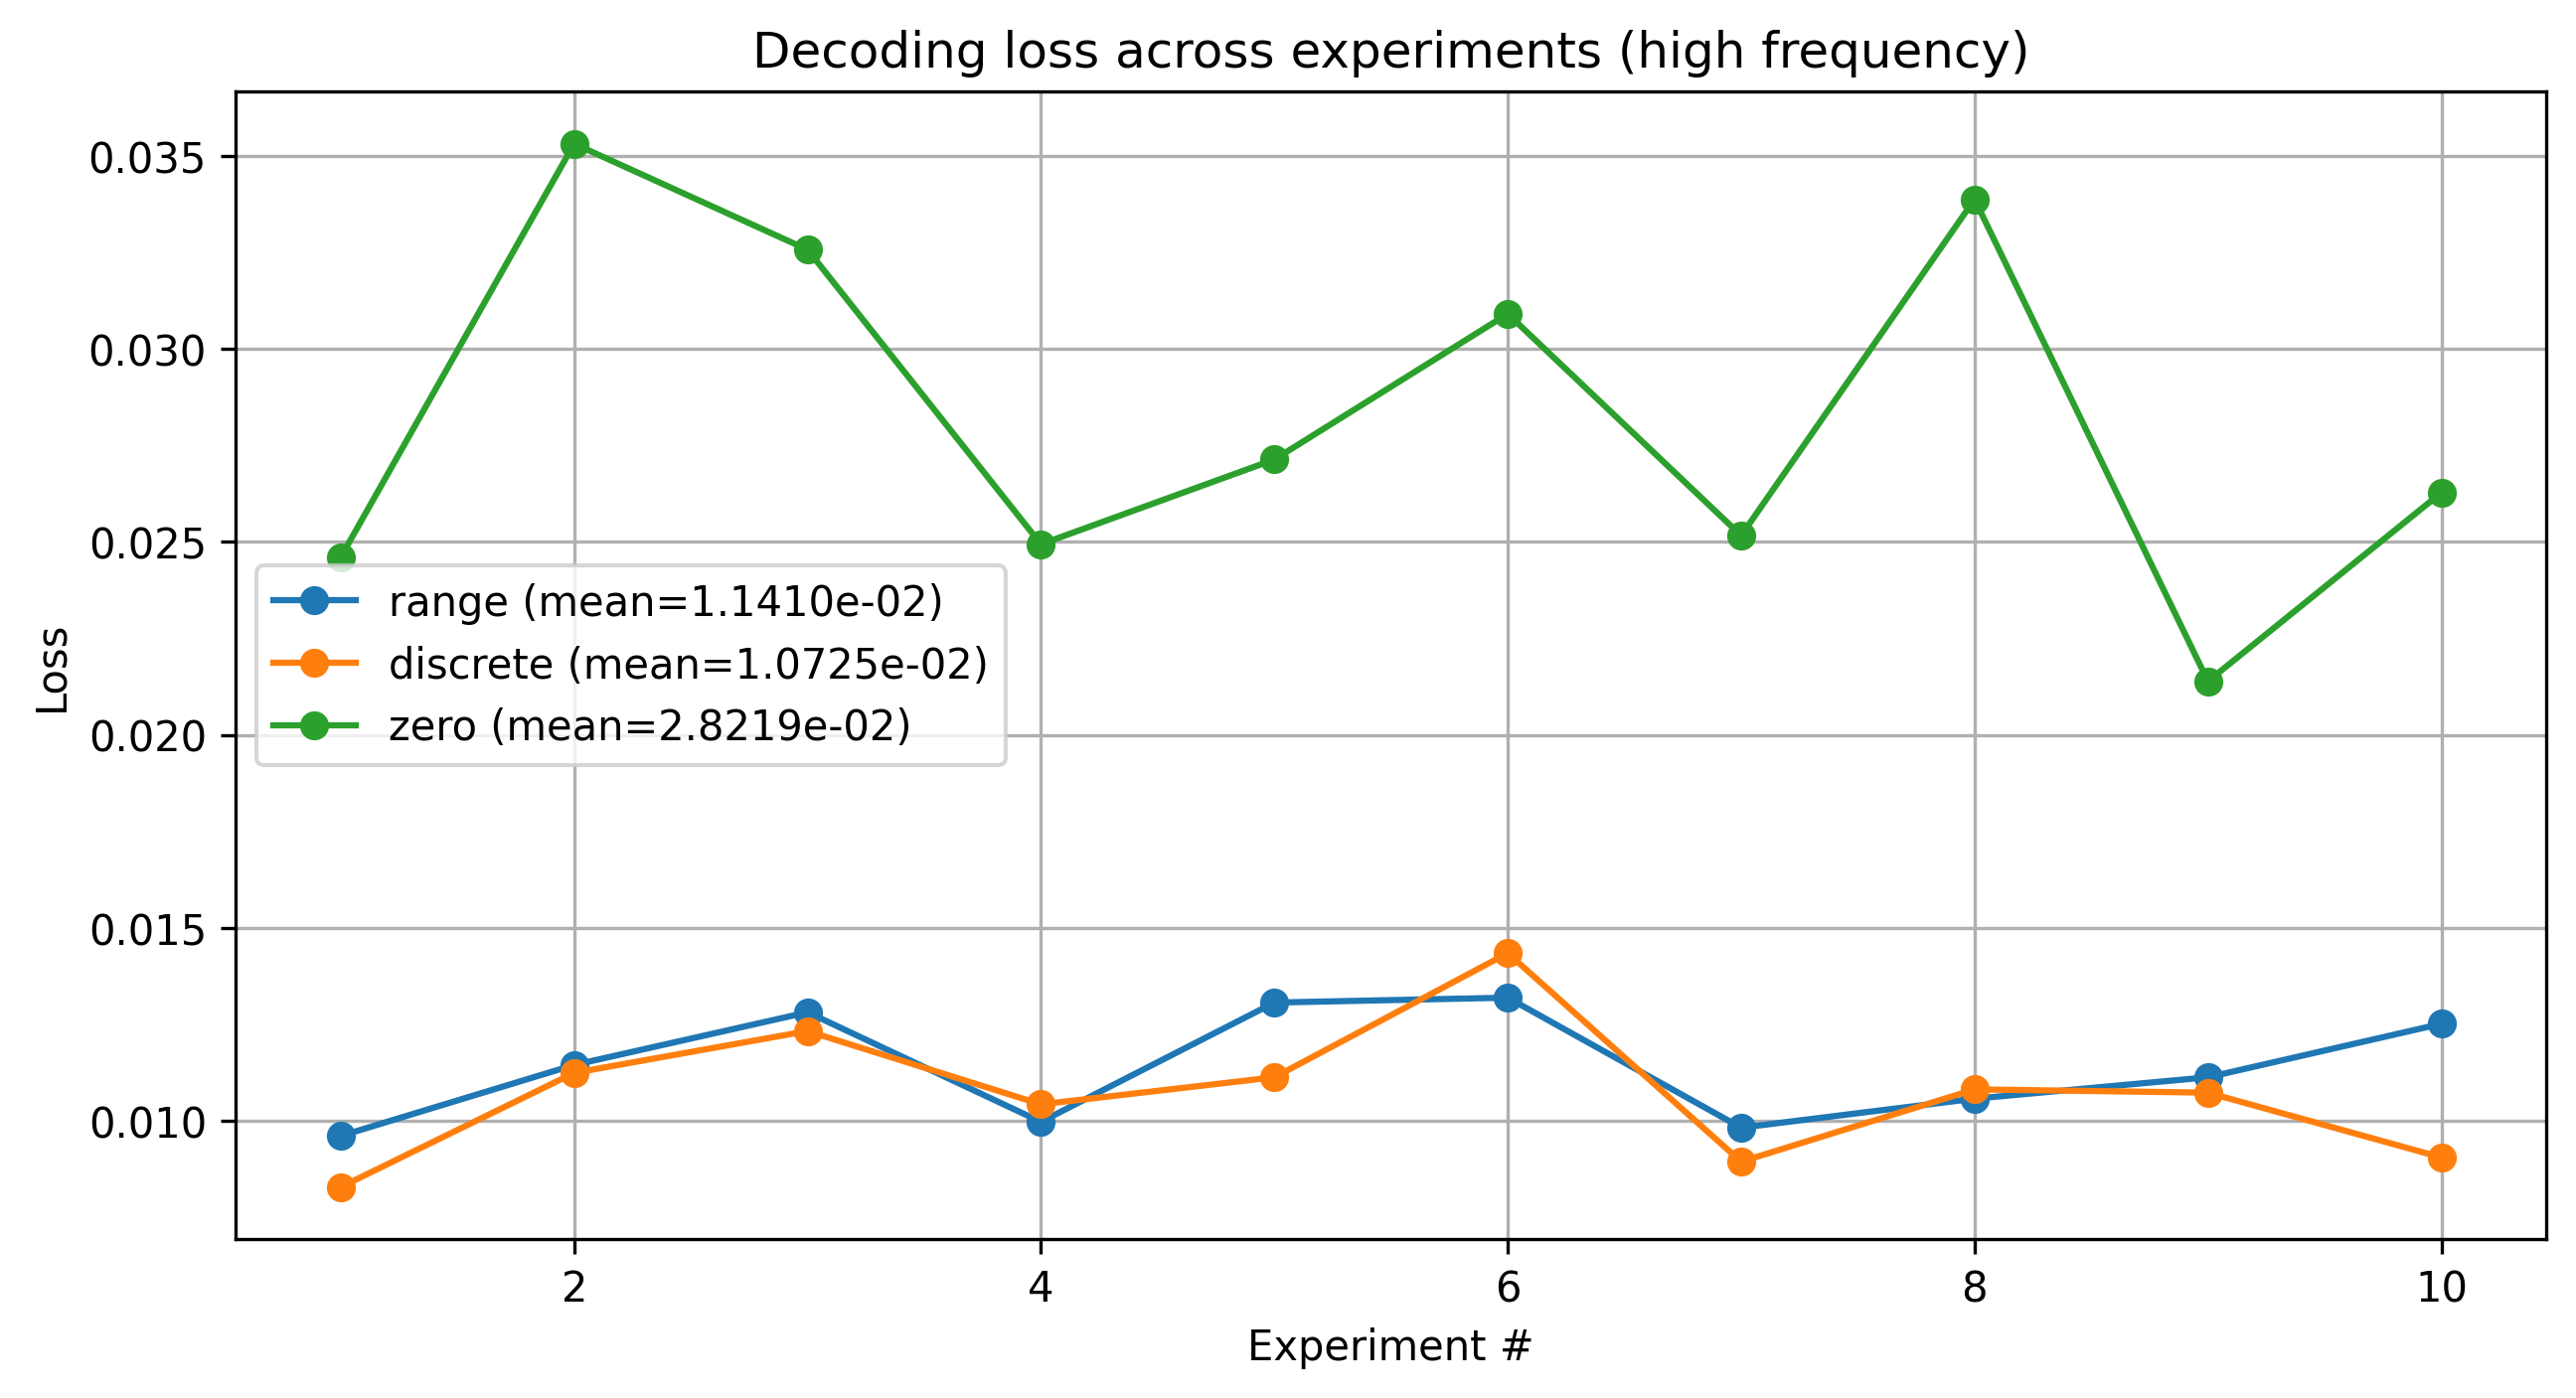 Decoding loss across experiments (high frequency)
0.035
0.030
0.025
0.020
0.015
0.010
Loss
range (mean=1.1410e-02)
discrete (mean=1.0725e-02)
zero (mean=2.8219e-02)
2 4 6 8 10
Experiment #